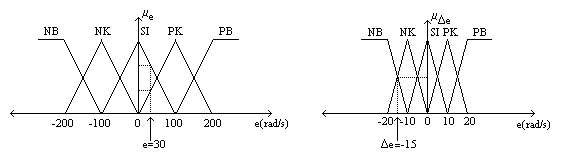 μe
NB NK SI PK PB
-200 -100 0 100 200 e(rad/s)
e=30
μΔe
NB NK SI PK PB
-20 -10 0 10 20 e(rad/s)
Δe=-15